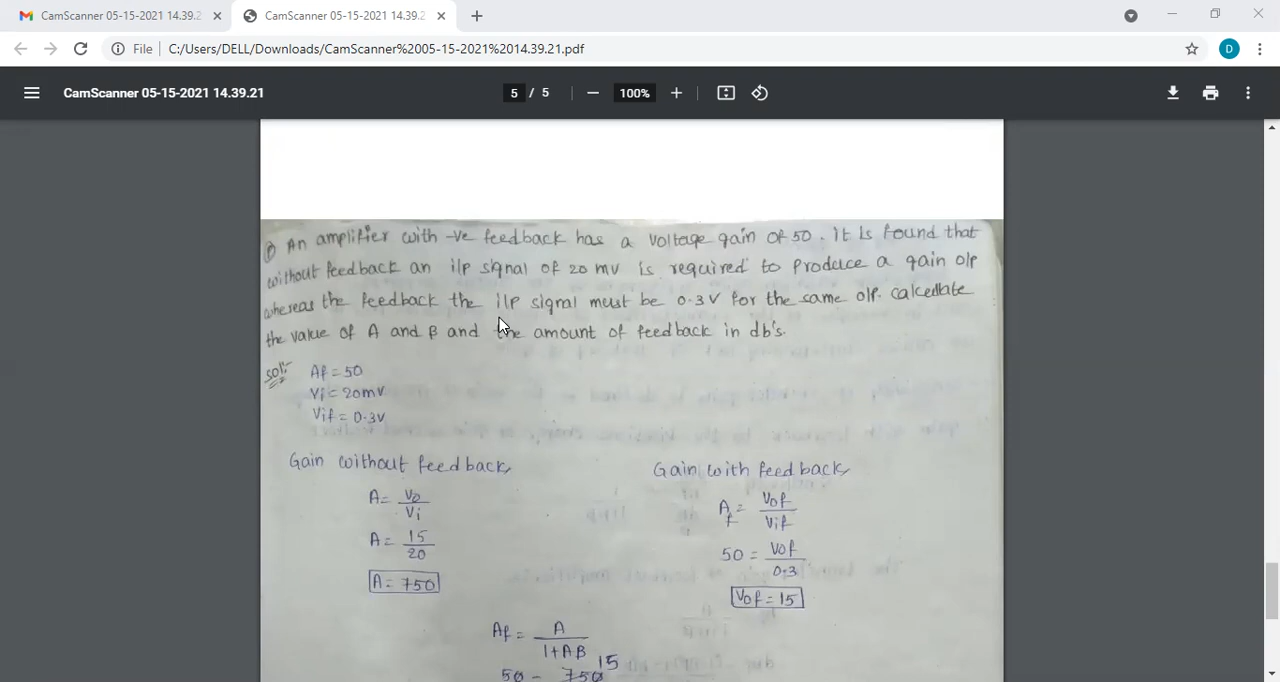 CamScanner 05-15-2021 14.39.2
CamScanner 05-15-2021 14.39.2
File C:/Users/DELL/Downloads/CamScanner%2005-15-2021%2014.39.21.pdf
D
CamScanner 05-15-2021 14.39.21
5 / 5
100%
P) An amplifier with -ve feedback has a voltage gain of 50. it is found that
without feedback an i/p signal of 20 mv is required to produce a gain o/p
whereas the feedback the i/p signal must be 0.3V for the same o/p. calculate
the value of A and β and the amount of feedback in db's.
Sol:-
Af = 50
Vi = 20mV
Vif = 0.3V
Gain without feedback,
A = Vo
Vi
A = 15
20
A = 750
Gain with feedback,
Af = Vof
Vif
50 = Vof
0.3
Vof = 15
Af = A
1+Aβ
15
50 = 750